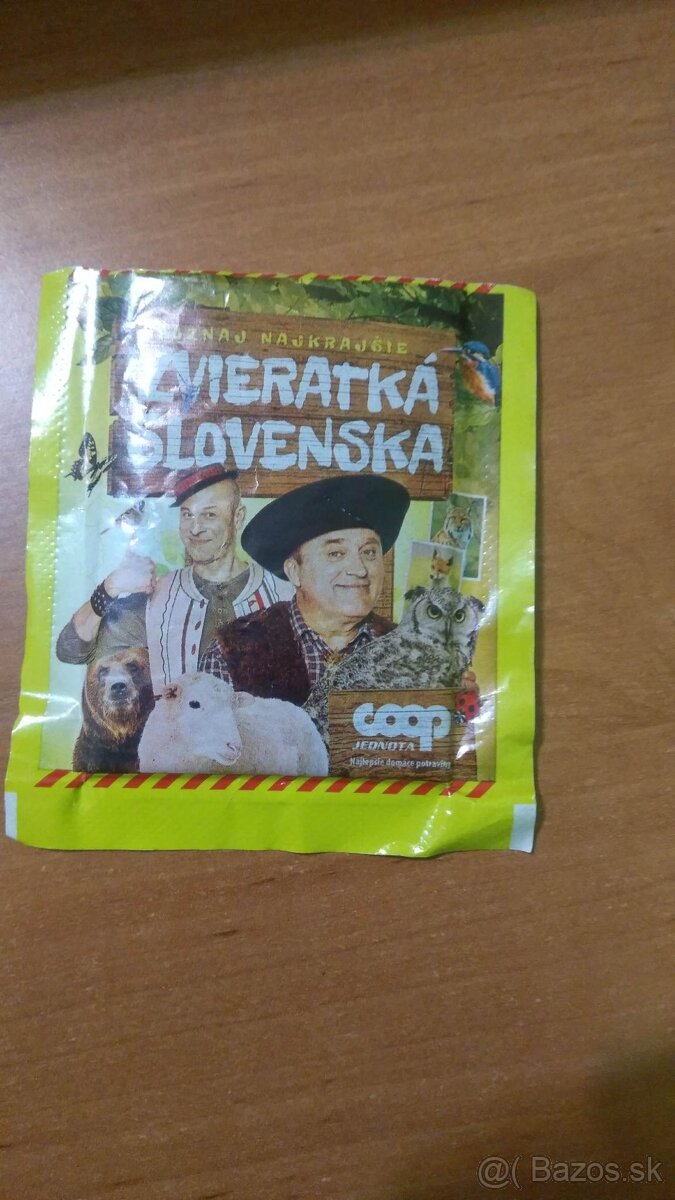 NAJKRAJŠIE
ZVIERATKÁ
SLOVENSKA
coop
JEDNOTA
Najlepšie domáce potraviny
@( Bazos.sk